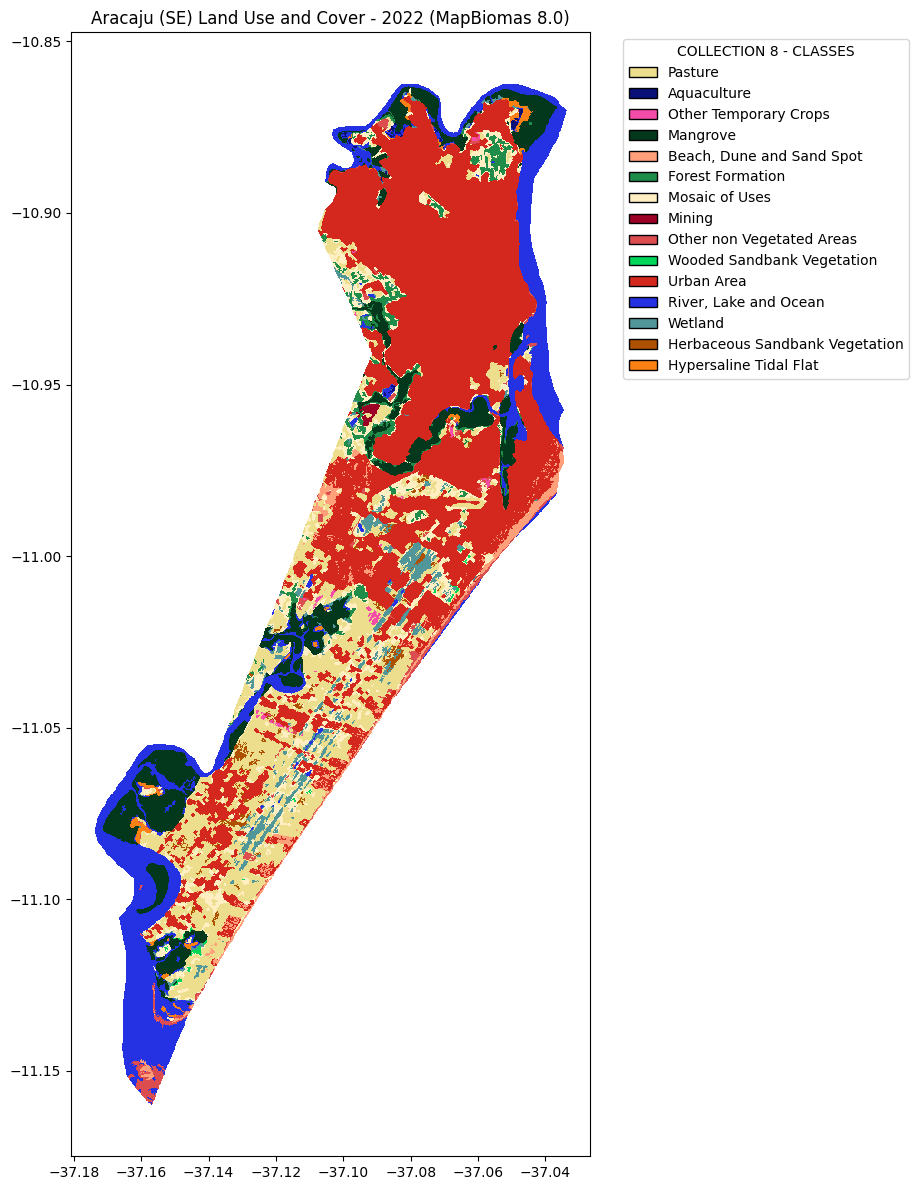 Aracaju (SE) Land Use and Cover - 2022 (MapBiomas 8.0)
COLLECTION 8 - CLASSES
Pasture
Aquaculture
Other Temporary Crops
Mangrove
Beach, Dune and Sand Spot
Forest Formation
Mosaic of Uses
Mining
Other non Vegetated Areas
Wooded Sandbank Vegetation
Urban Area
River, Lake and Ocean
Wetland
Herbaceous Sandbank Vegetation
Hypersaline Tidal Flat
−10.85
−10.90
−10.95
−11.00
−11.05
−11.10
−11.15
−37.18 −37.16 −37.14 −37.12 −37.10 −37.08 −37.06 −37.04